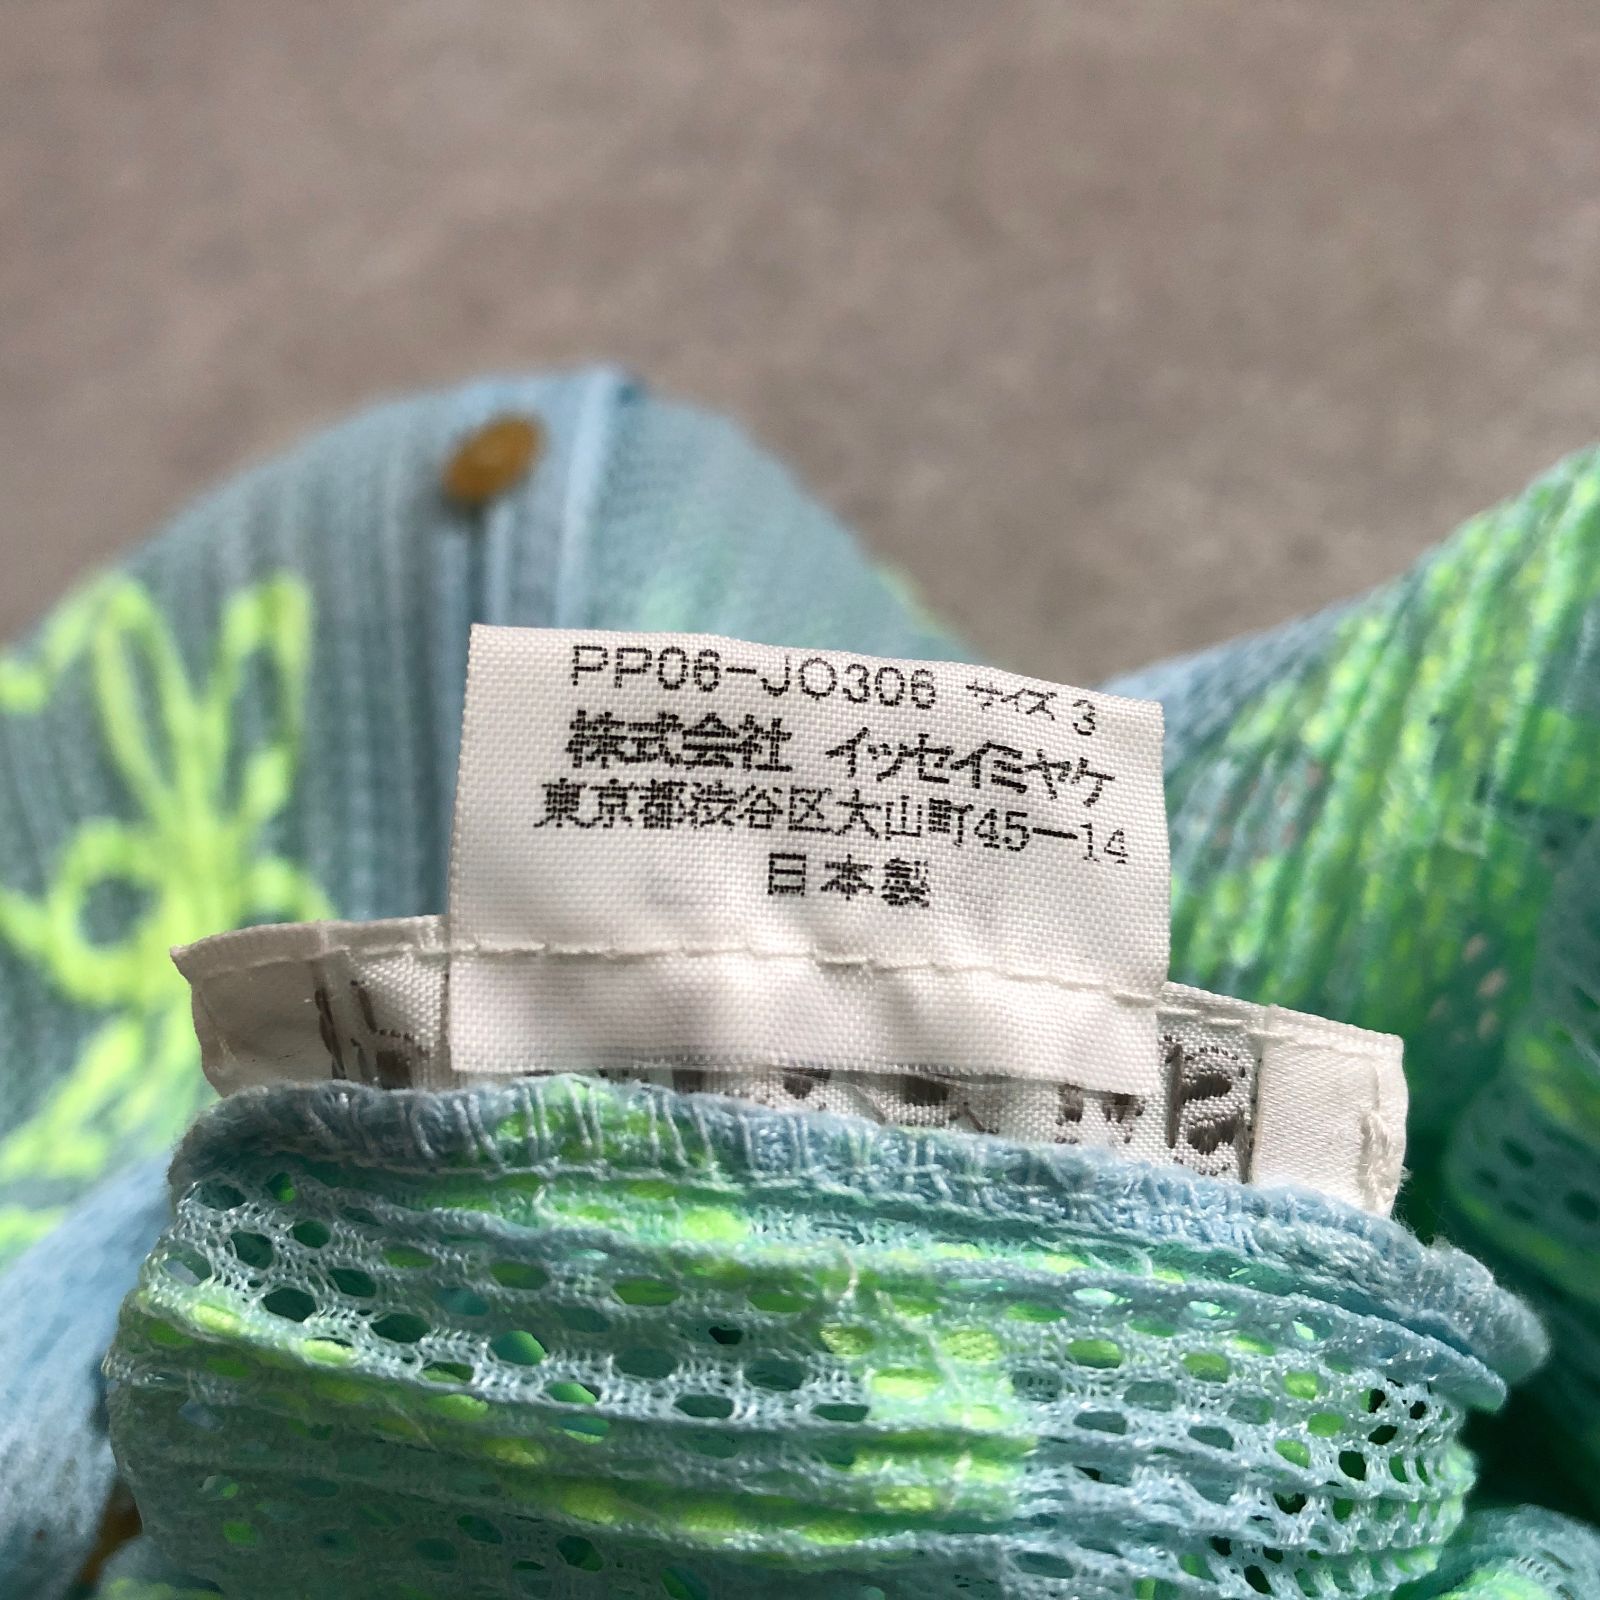 PP06-JO306 サイズ 3
株式会社 イッセイミヤケ
東京都渋谷区大山町45ー14
日本製